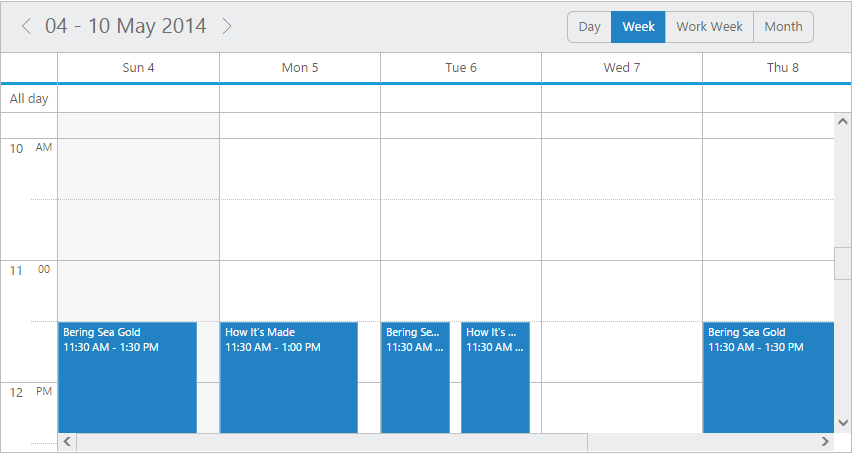 04 - 10 May 2014
Day Week Work Week Month
Sun 4 Mon 5 Tue 6 Wed 7 Thu 8
All day
10 AM
11 00
Bering Sea Gold
11:30 AM - 1:30 PM
How It's Made
11:30 AM - 1:00 PM
Bering Se...
11:30 AM ...
How It's ...
11:30 AM ...
Bering Sea Gold
11:30 AM - 1:30 PM
12 PM